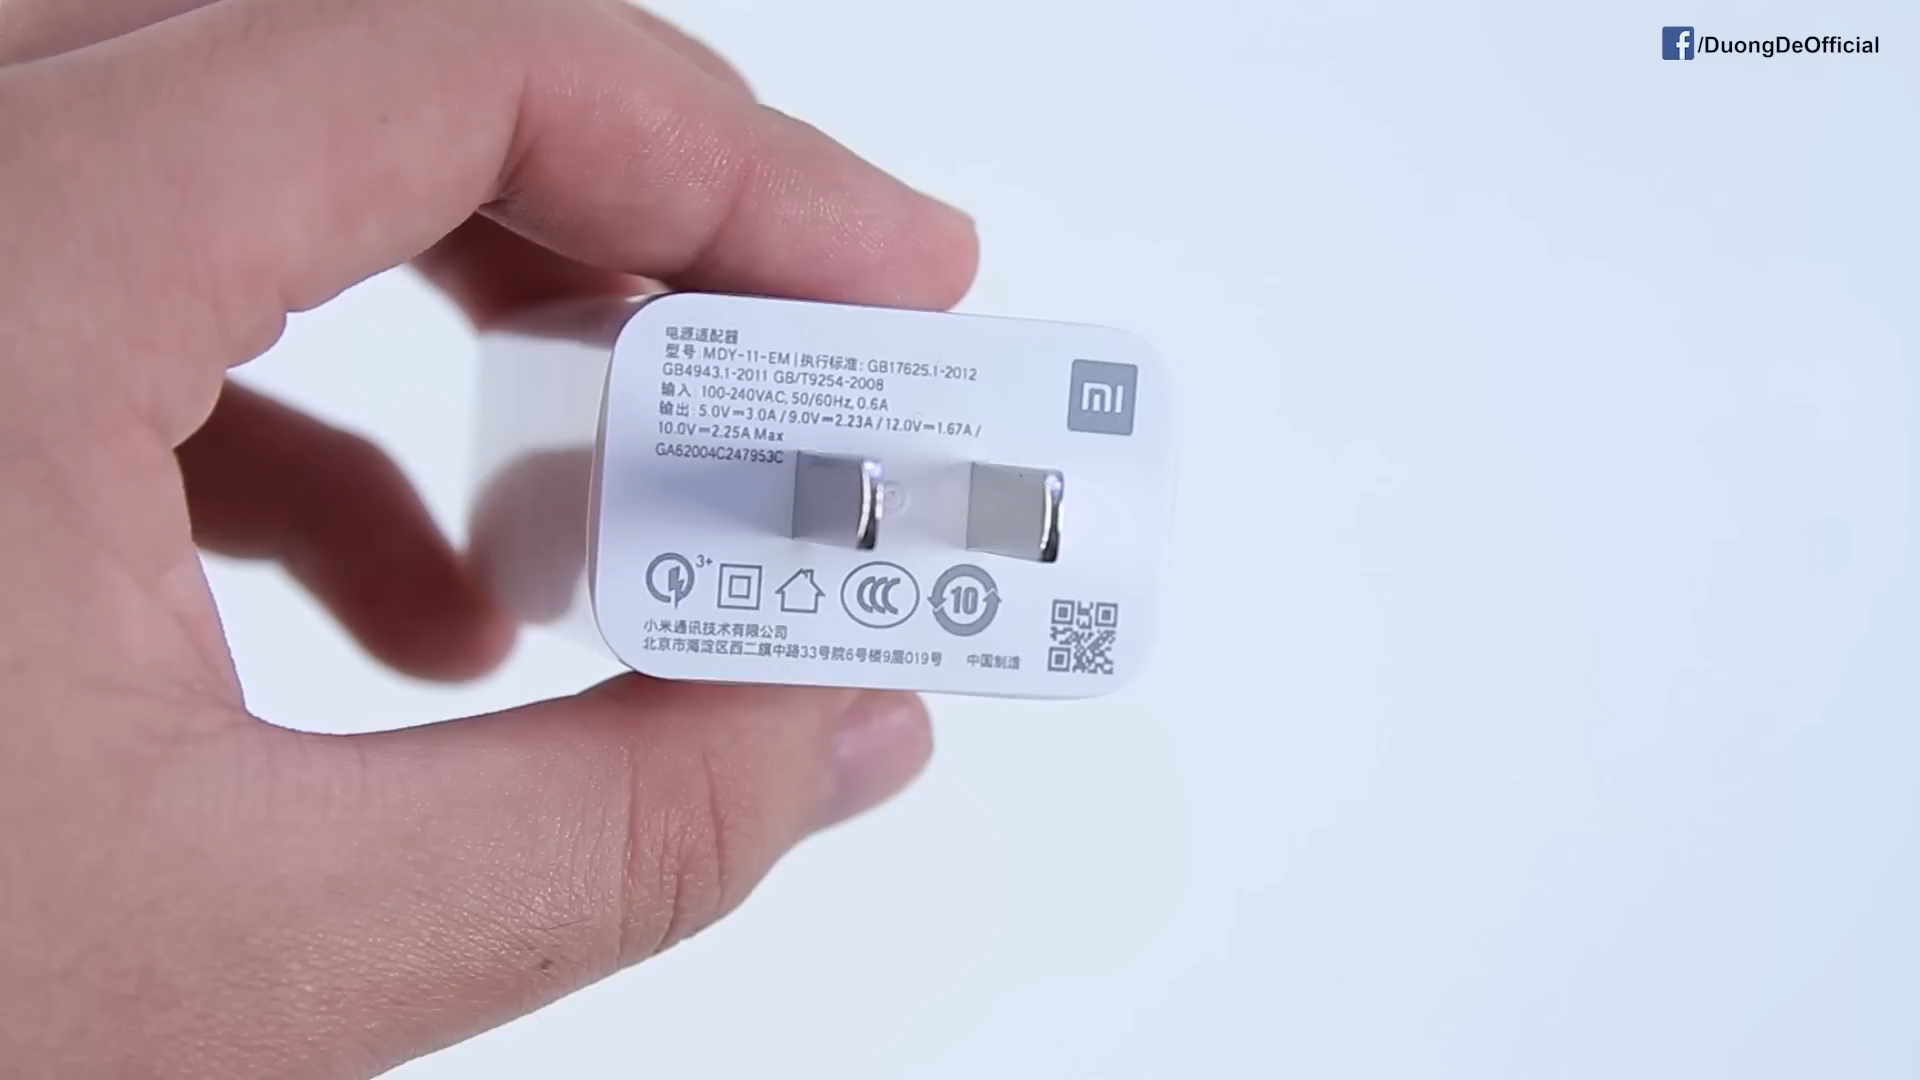 /DuongDeOfficial
电源适配器
型号: MDY-11-EM | 执行标准: GB17625.1-2012
GB4943.1-2011 GB/T9254-2008
输入: 100-240VAC, 50/60Hz, 0.6A
输出: 5.0V⎓3.0A / 9.0V⎓2.23A / 12.0V⎓1.67A /
10.0V⎓2.25A Max
GA62004C247953C
mi
3+
CCC
10
小米通讯技术有限公司
北京市海淀区西二旗中路33号院6号楼9层019号 中国制造